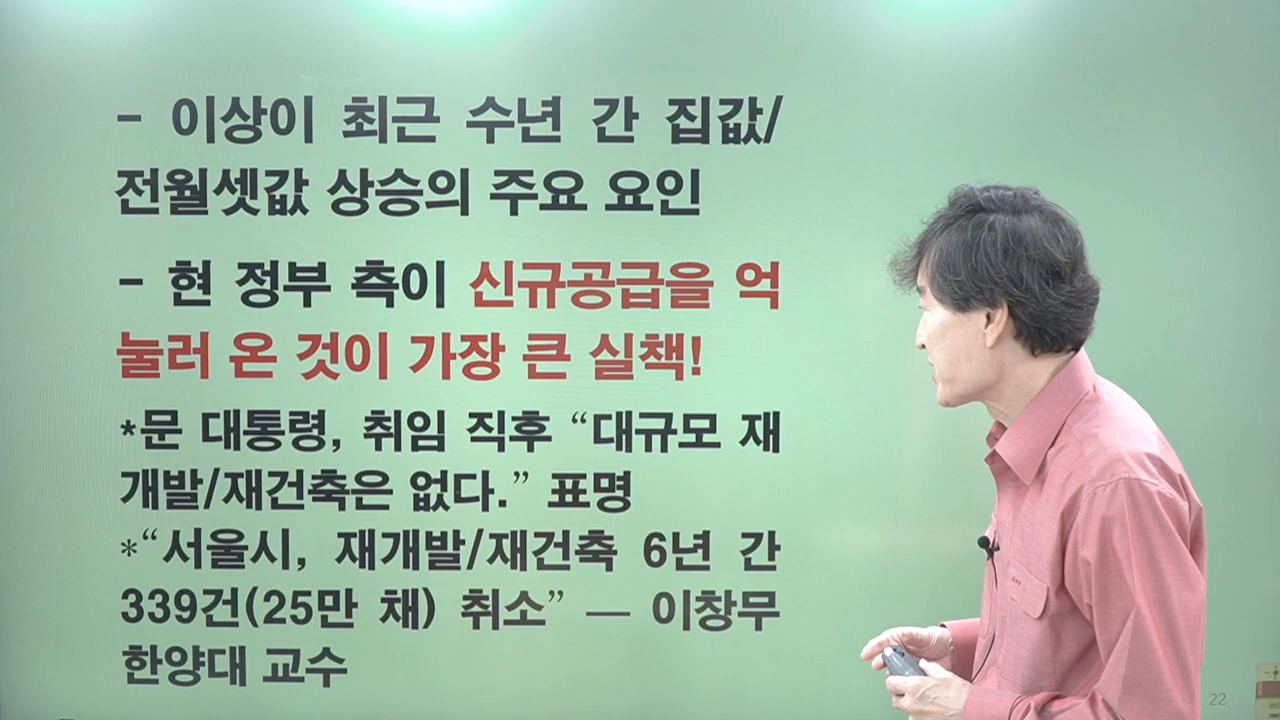 - 이상이 최근 수년 간 집값/
전월셋값 상승의 주요 요인
- 현 정부 측이 신규공급을 억
눌러 온 것이 가장 큰 실책!
*문 대통령, 취임 직후 “대규모 재
개발/재건축은 없다.” 표명
*“서울시, 재개발/재건축 6년 간
339건(25만 채) 취소” — 이창무
한양대 교수
22